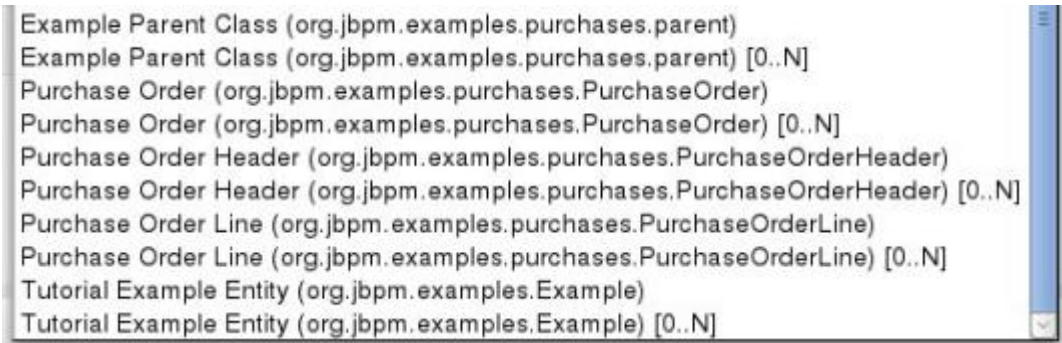 Example Parent Class (org.jbpm.examples.purchases.parent)
Example Parent Class (org.jbpm.examples.purchases.parent) [0..N]
Purchase Order (org.jbpm.examples.purchases.PurchaseOrder)
Purchase Order (org.jbpm.examples.purchases.PurchaseOrder) [0..N]
Purchase Order Header (org.jbpm.examples.purchases.PurchaseOrderHeader)
Purchase Order Header (org.jbpm.examples.purchases.PurchaseOrderHeader) [0..N]
Purchase Order Line (org.jbpm.examples.purchases.PurchaseOrderLine)
Purchase Order Line (org.jbpm.examples.purchases.PurchaseOrderLine) [0..N]
Tutorial Example Entity (org.jbpm.examples.Example)
Tutorial Example Entity (org.jbpm.examples.Example) [0..N]